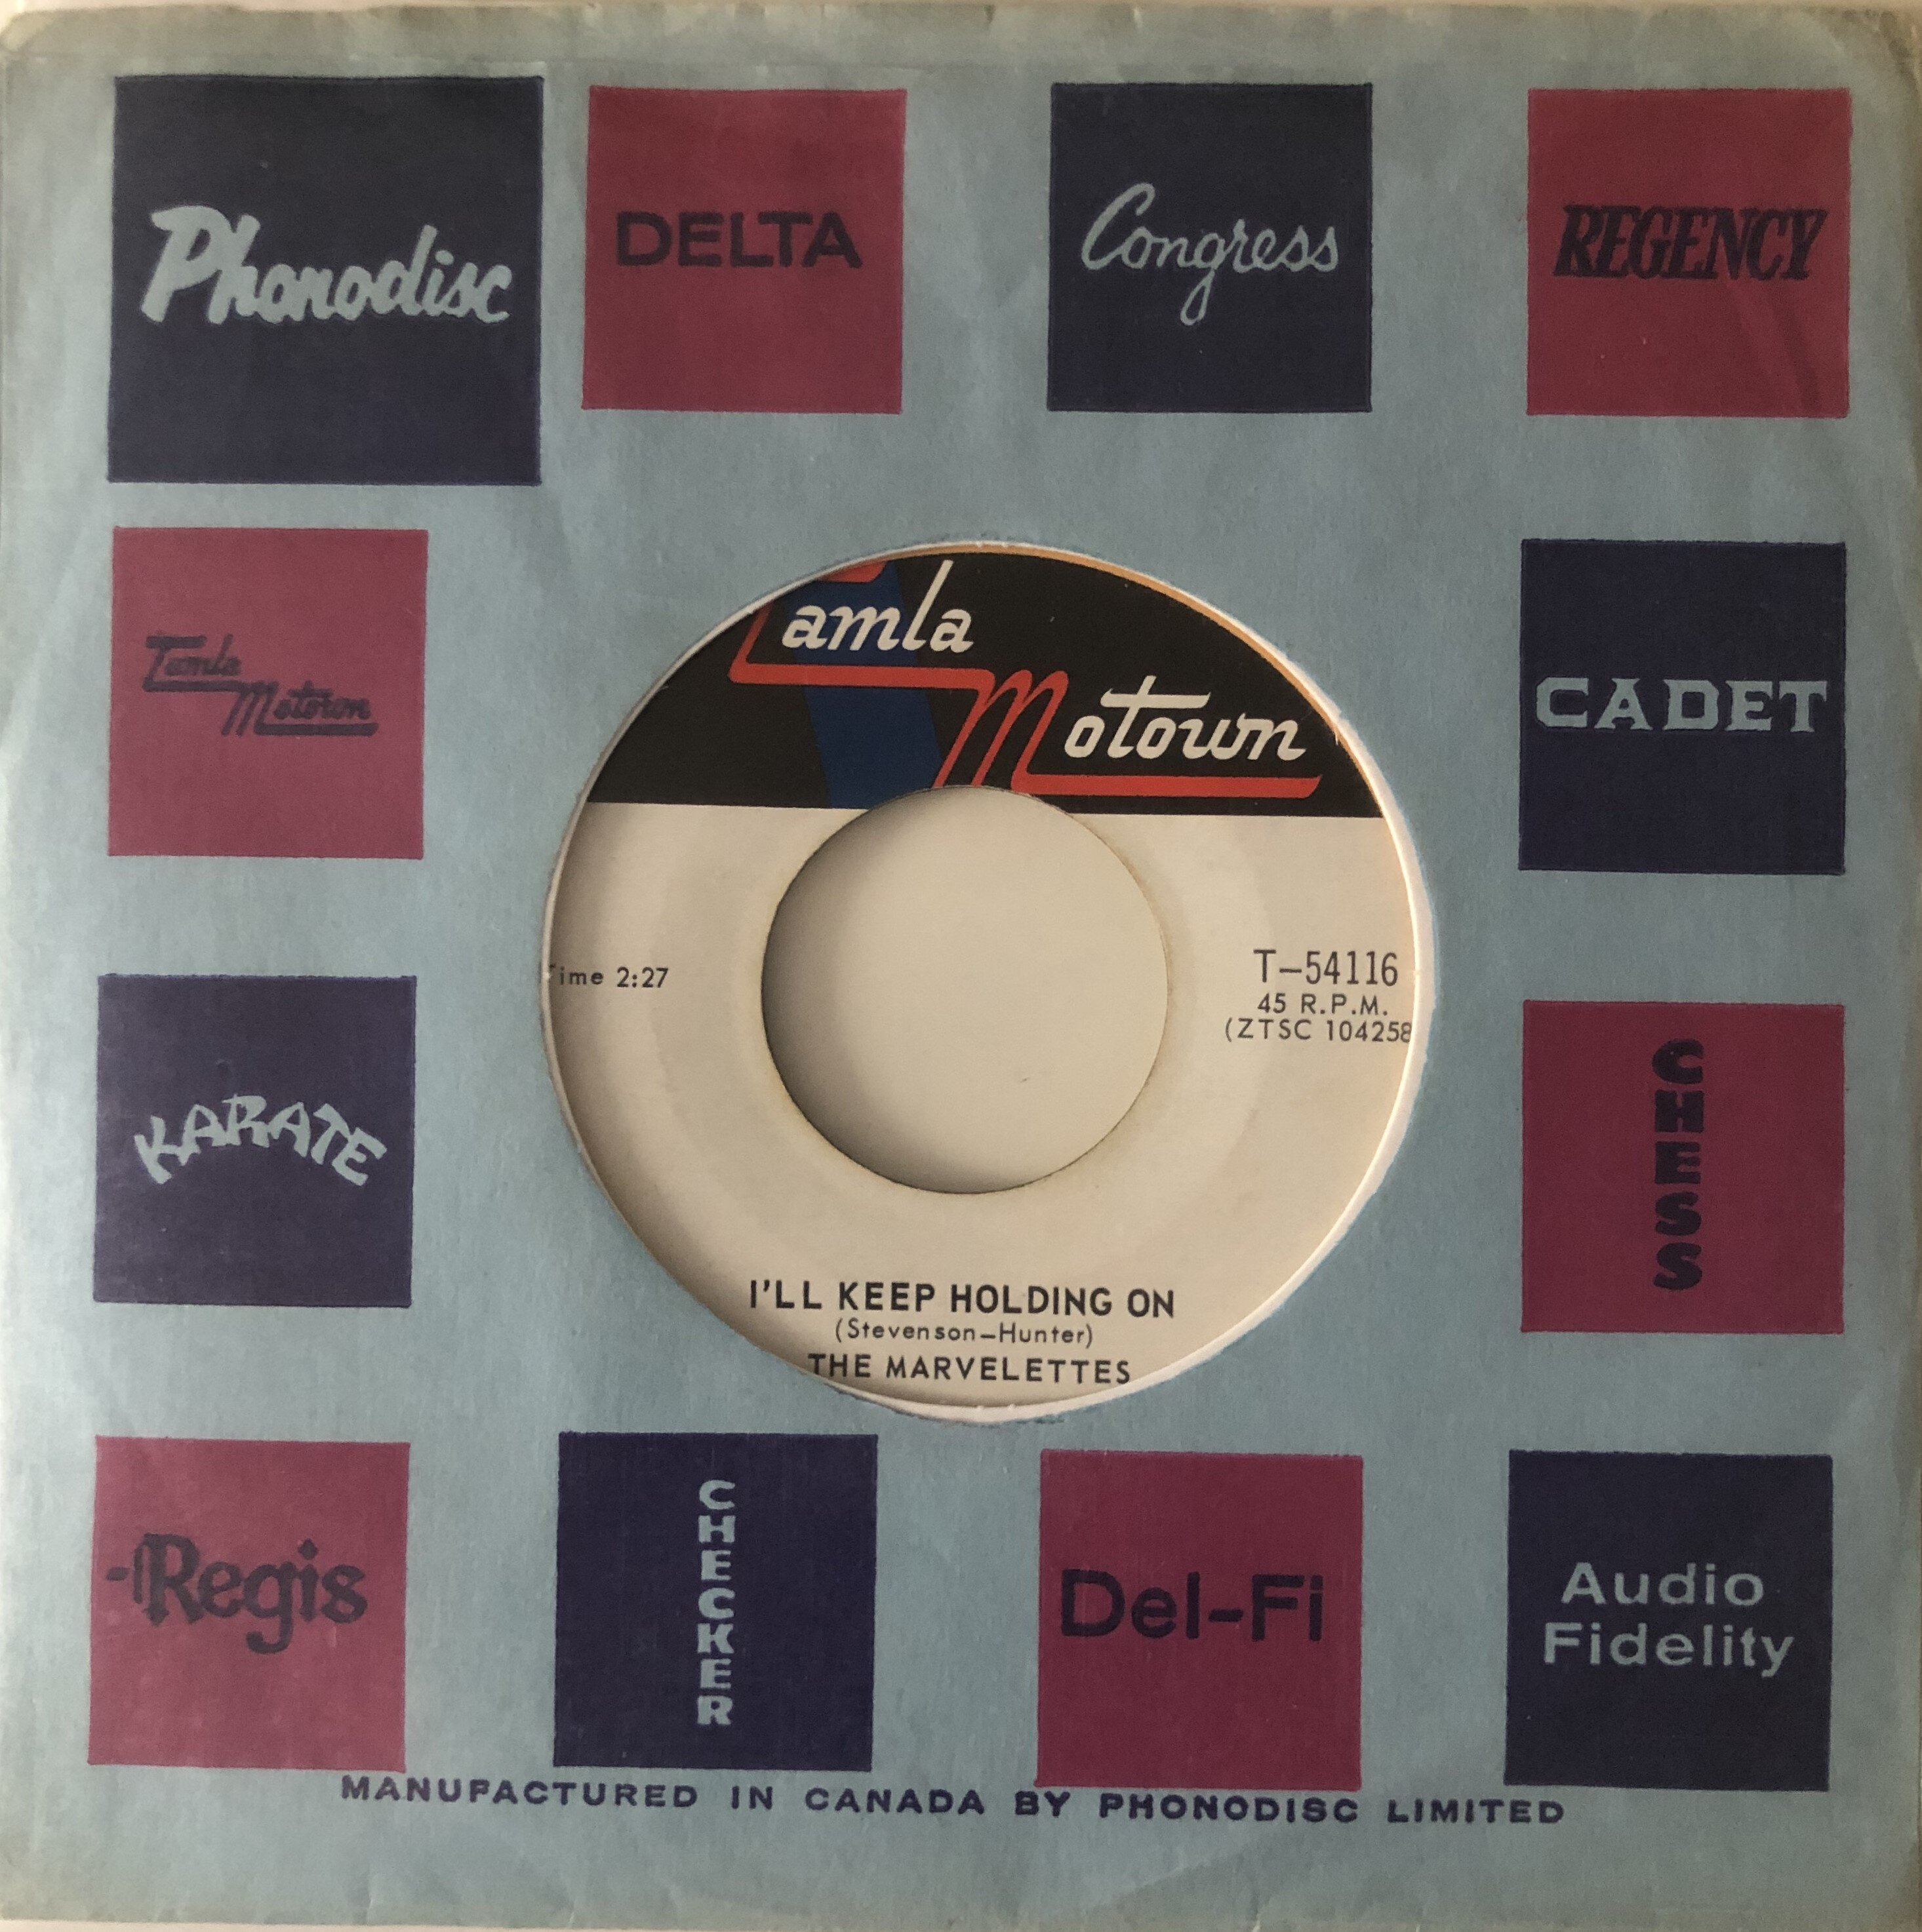 Phonodisc
DELTA
Congress
REGENCY
Tamla
Motown
CADET
Tamla
Motown
Time 2:27
T–54116
45 R.P.M.
(ZTSC 104258
KARATE
CHESS
I'LL KEEP HOLDING ON
(Stevenson–Hunter)
THE MARVELETTES
Regis
CHECKER
Del-Fi
Audio
Fidelity
MANUFACTURED IN CANADA BY PHONODISC LIMITED